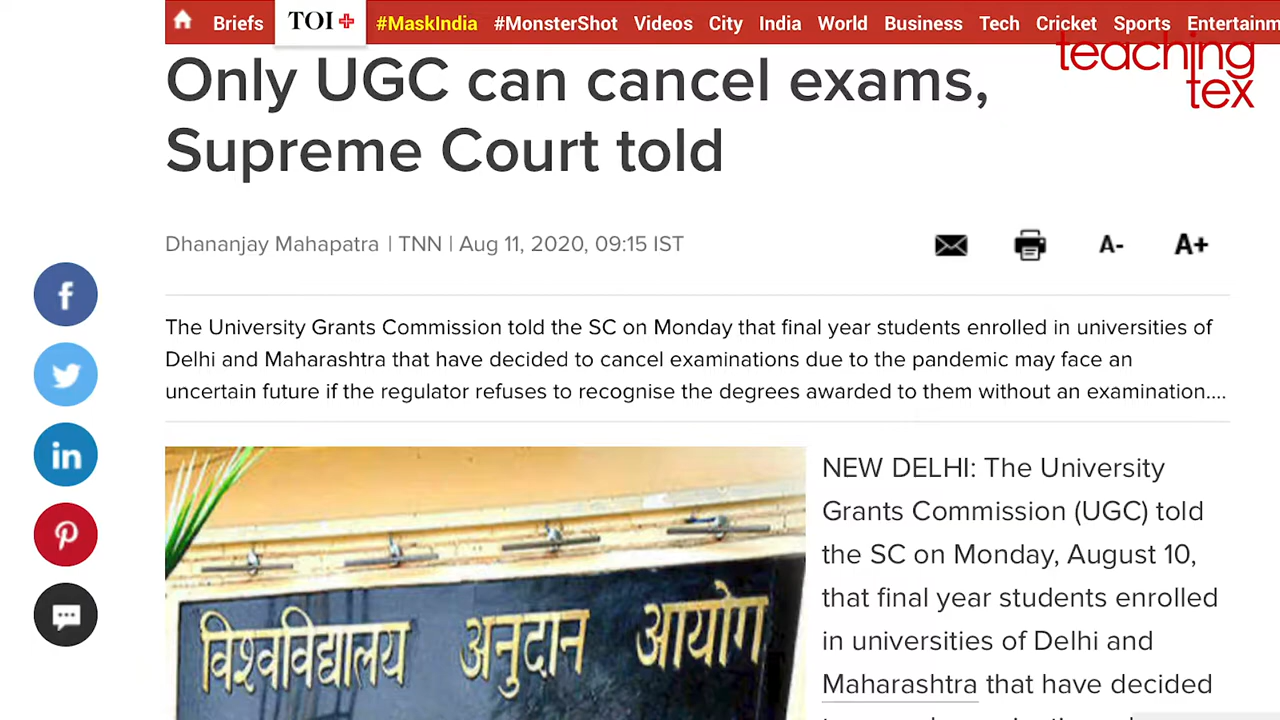 Briefs TOI+ #MaskIndia #MonsterShot Videos City India World Business Tech Cricket Sports Entertainm
teaching
tex
Only UGC can cancel exams,
Supreme Court told
Dhananjay Mahapatra | TNN | Aug 11, 2020, 09:15 IST
A- A+
The University Grants Commission told the SC on Monday that final year students enrolled in universities of
Delhi and Maharashtra that have decided to cancel examinations due to the pandemic may face an
uncertain future if the regulator refuses to recognise the degrees awarded to them without an examination....
विश्वविद्यालय अनुदान आयोग
NEW DELHI: The University
Grants Commission (UGC) told
the SC on Monday, August 10,
that final year students enrolled
in universities of Delhi and
Maharashtra that have decided